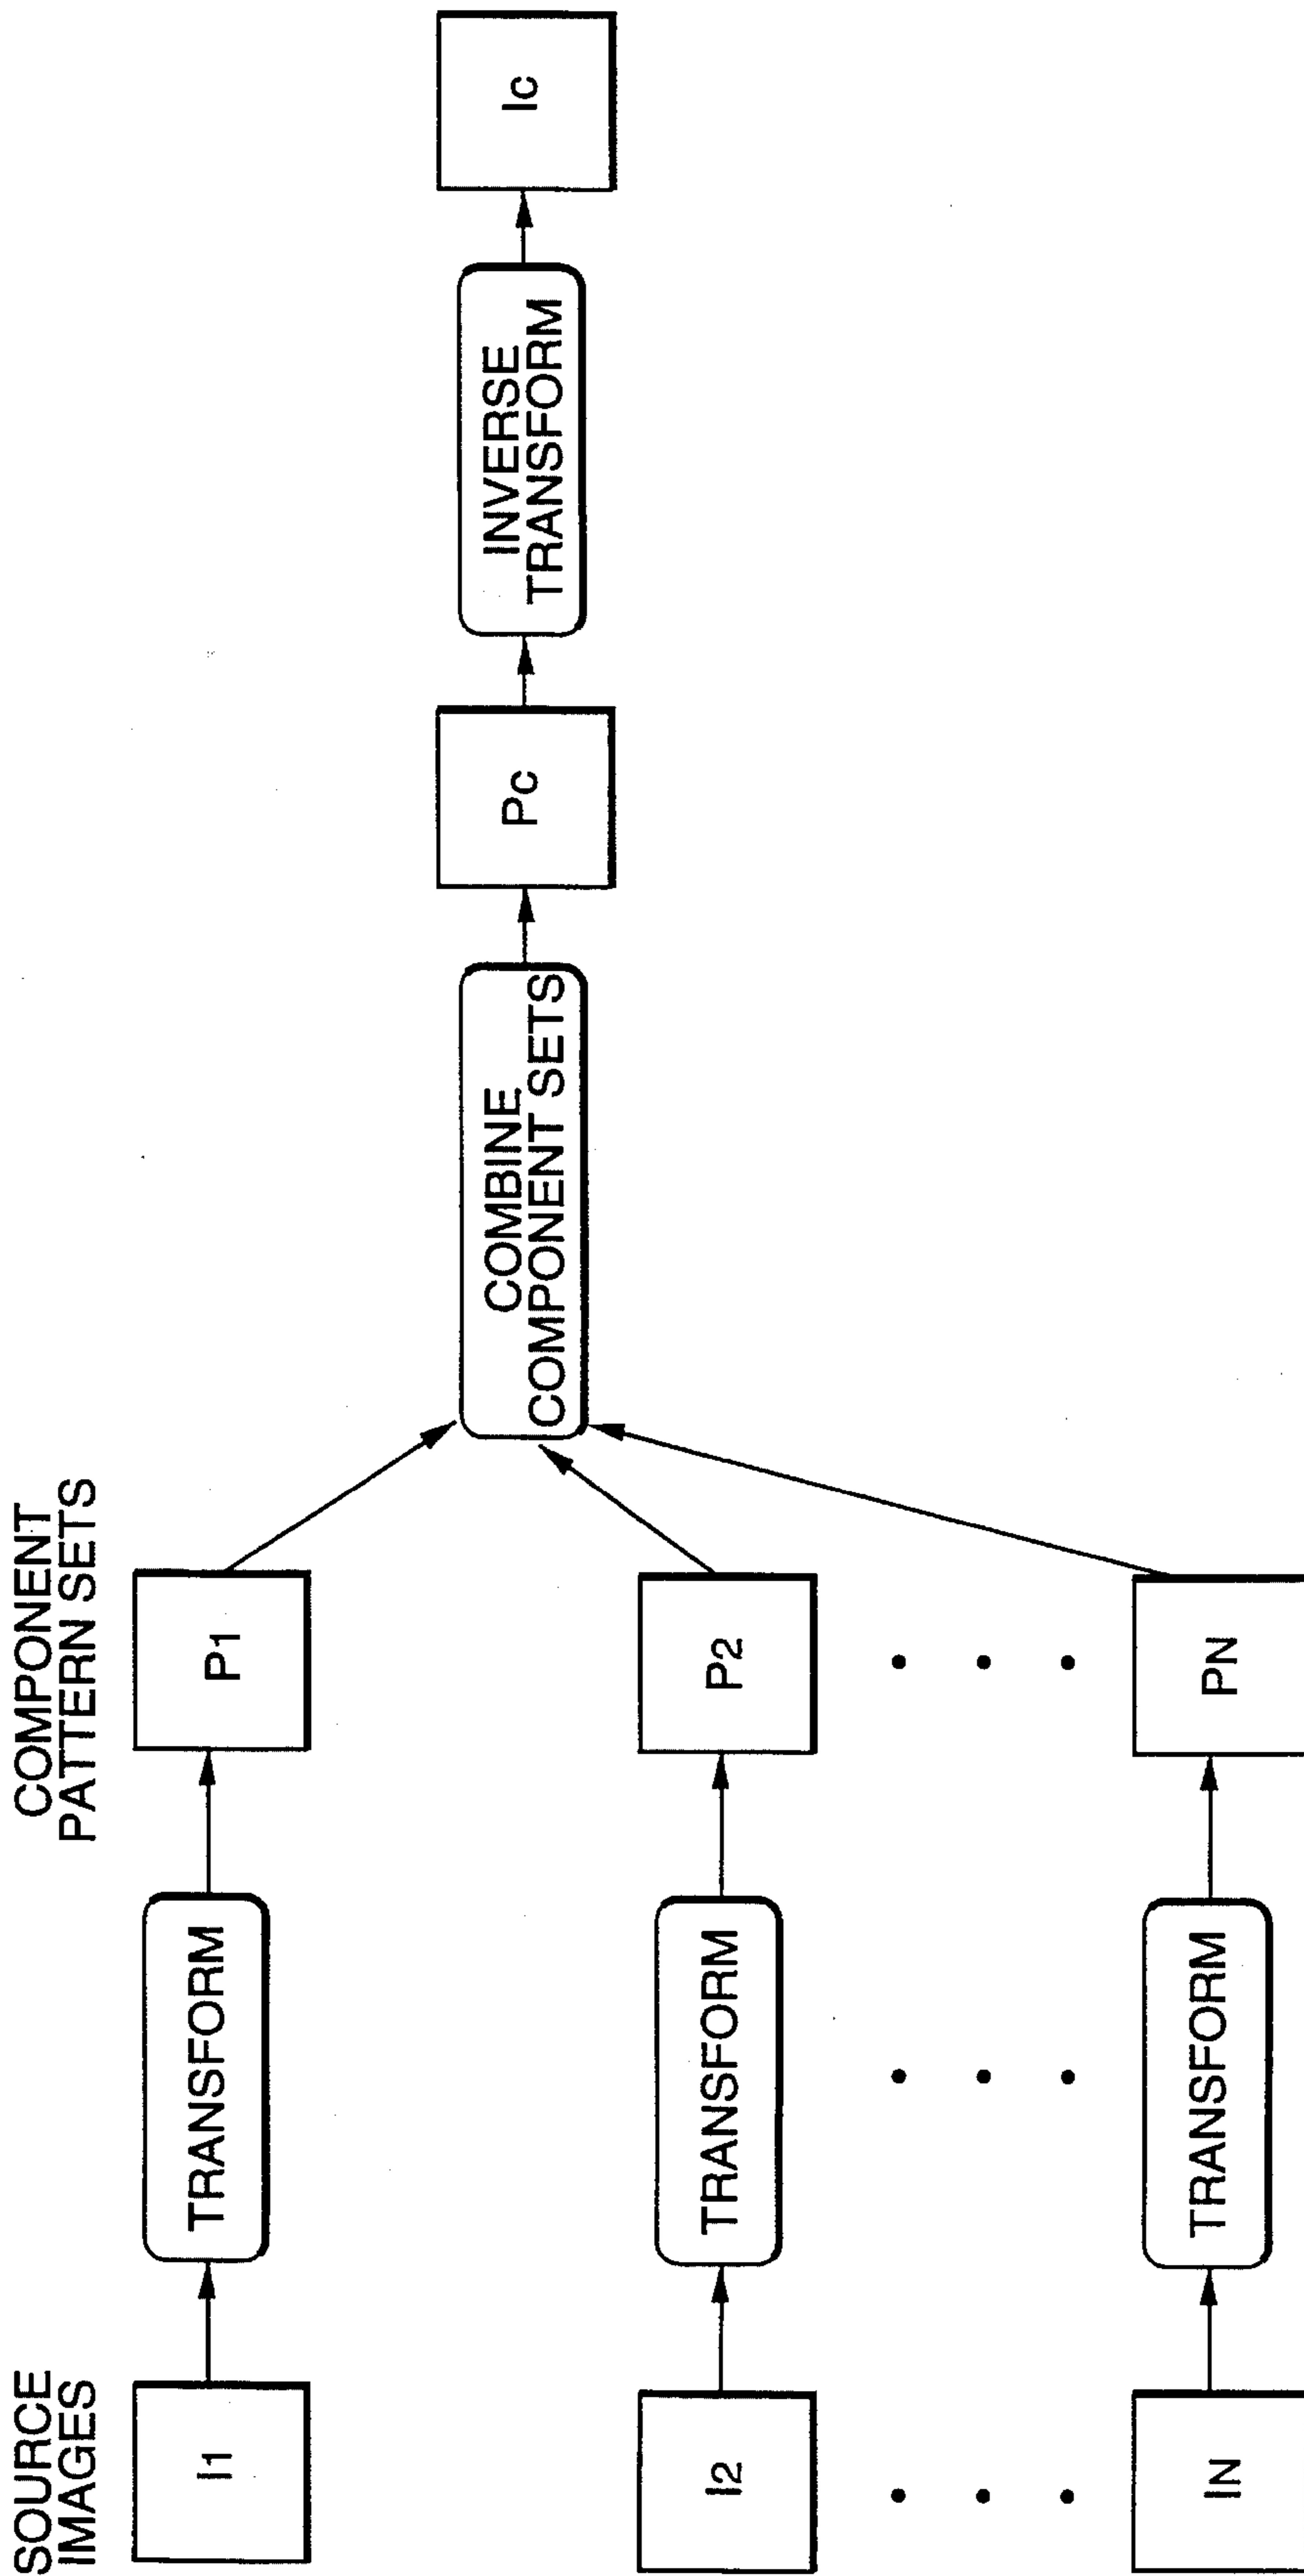 SOURCE
IMAGES
COMPONENT
PATTERN SETS
I1
TRANSFORM
P1
I2
TRANSFORM
P2
IN
TRANSFORM
PN
COMBINE
COMPONENT SETS
PC
INVERSE
TRANSFORM
IC